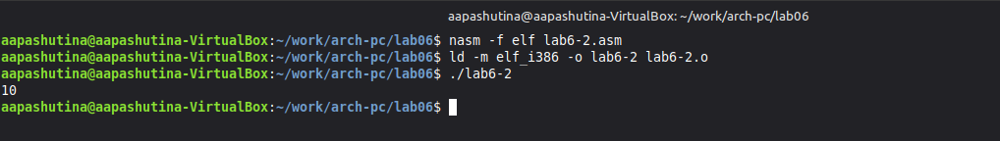 aapashutina@aapashutina-VirtualBox: ~/work/arch-pc/lab06
aapashutina@aapashutina-VirtualBox:~/work/arch-pc/lab06$ nasm -f elf lab6-2.asm
aapashutina@aapashutina-VirtualBox:~/work/arch-pc/lab06$ ld -m elf_i386 -o lab6-2 lab6-2.o
aapashutina@aapashutina-VirtualBox:~/work/arch-pc/lab06$ ./lab6-2
10
aapashutina@aapashutina-VirtualBox:~/work/arch-pc/lab06$